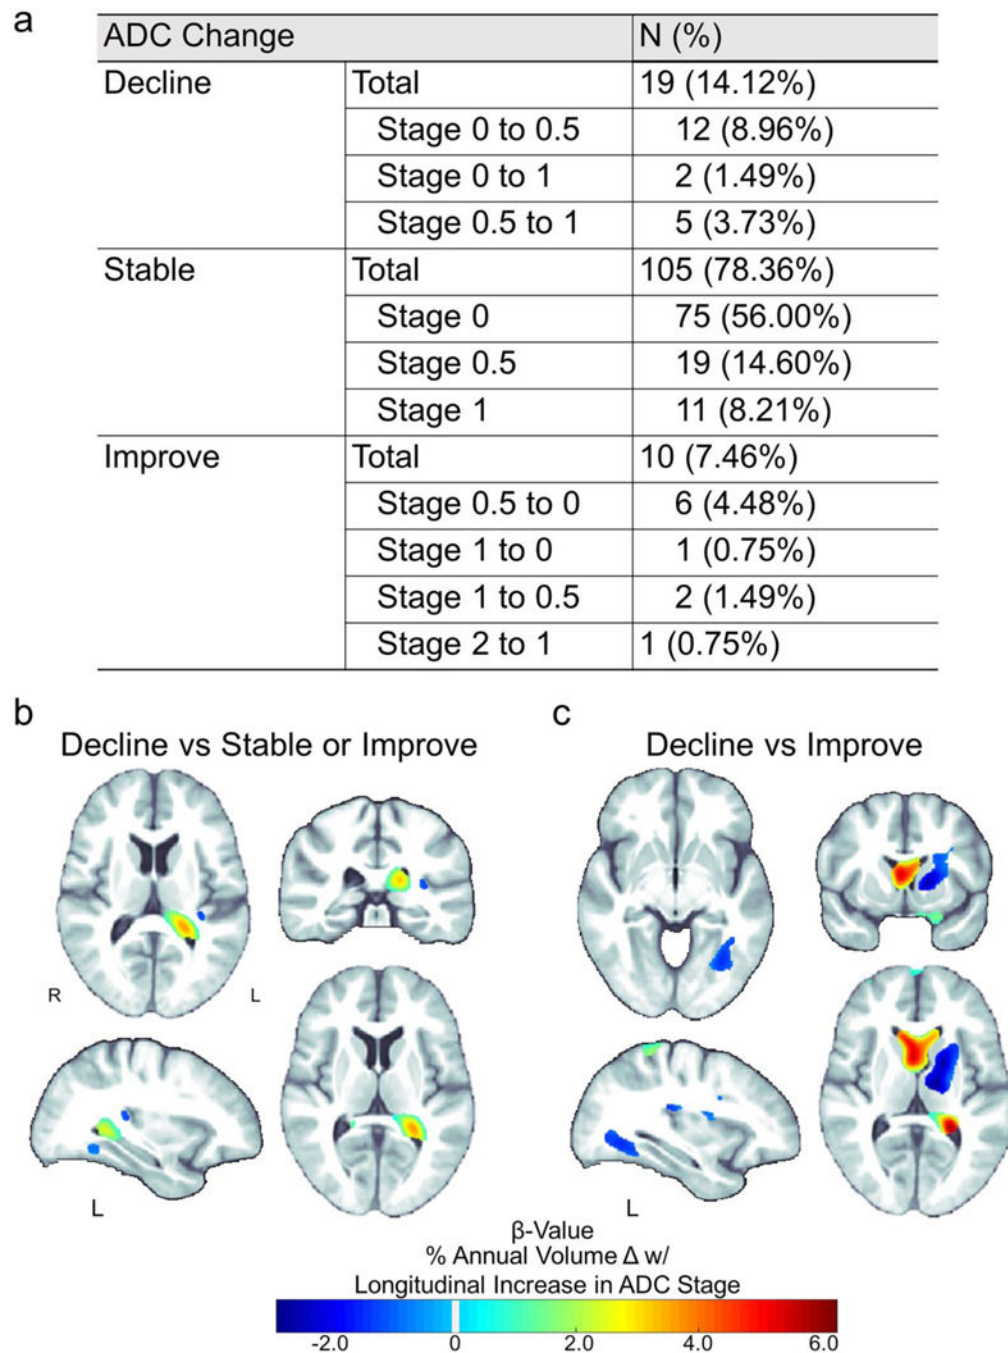 a
ADC Change N (%)
Decline Total 19 (14.12%)
Stage 0 to 0.5 12 (8.96%)
Stage 0 to 1 2 (1.49%)
Stage 0.5 to 1 5 (3.73%)
Stable Total 105 (78.36%)
Stage 0 75 (56.00%)
Stage 0.5 19 (14.60%)
Stage 1 11 (8.21%)
Improve Total 10 (7.46%)
Stage 0.5 to 0 6 (4.48%)
Stage 1 to 0 1 (0.75%)
Stage 1 to 0.5 2 (1.49%)
Stage 2 to 1 1 (0.75%)
b
Decline vs Stable or Improve
R L
L
c
Decline vs Improve
L
β-Value
% Annual Volume Δ w/
Longitudinal Increase in ADC Stage
-2.0 0 2.0 4.0 6.0